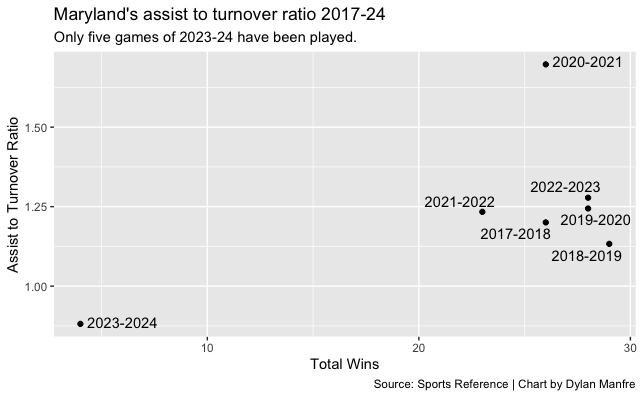 Maryland's assist to turnover ratio 2017-24
Only five games of 2023-24 have been played.
Assist to Turnover Ratio
1.50
1.25
1.00
2020-2021
2022-2023
2021-2022
2019-2020
2017-2018
2018-2019
2023-2024
10
20
30
Total Wins
Source: Sports Reference | Chart by Dylan Manfre